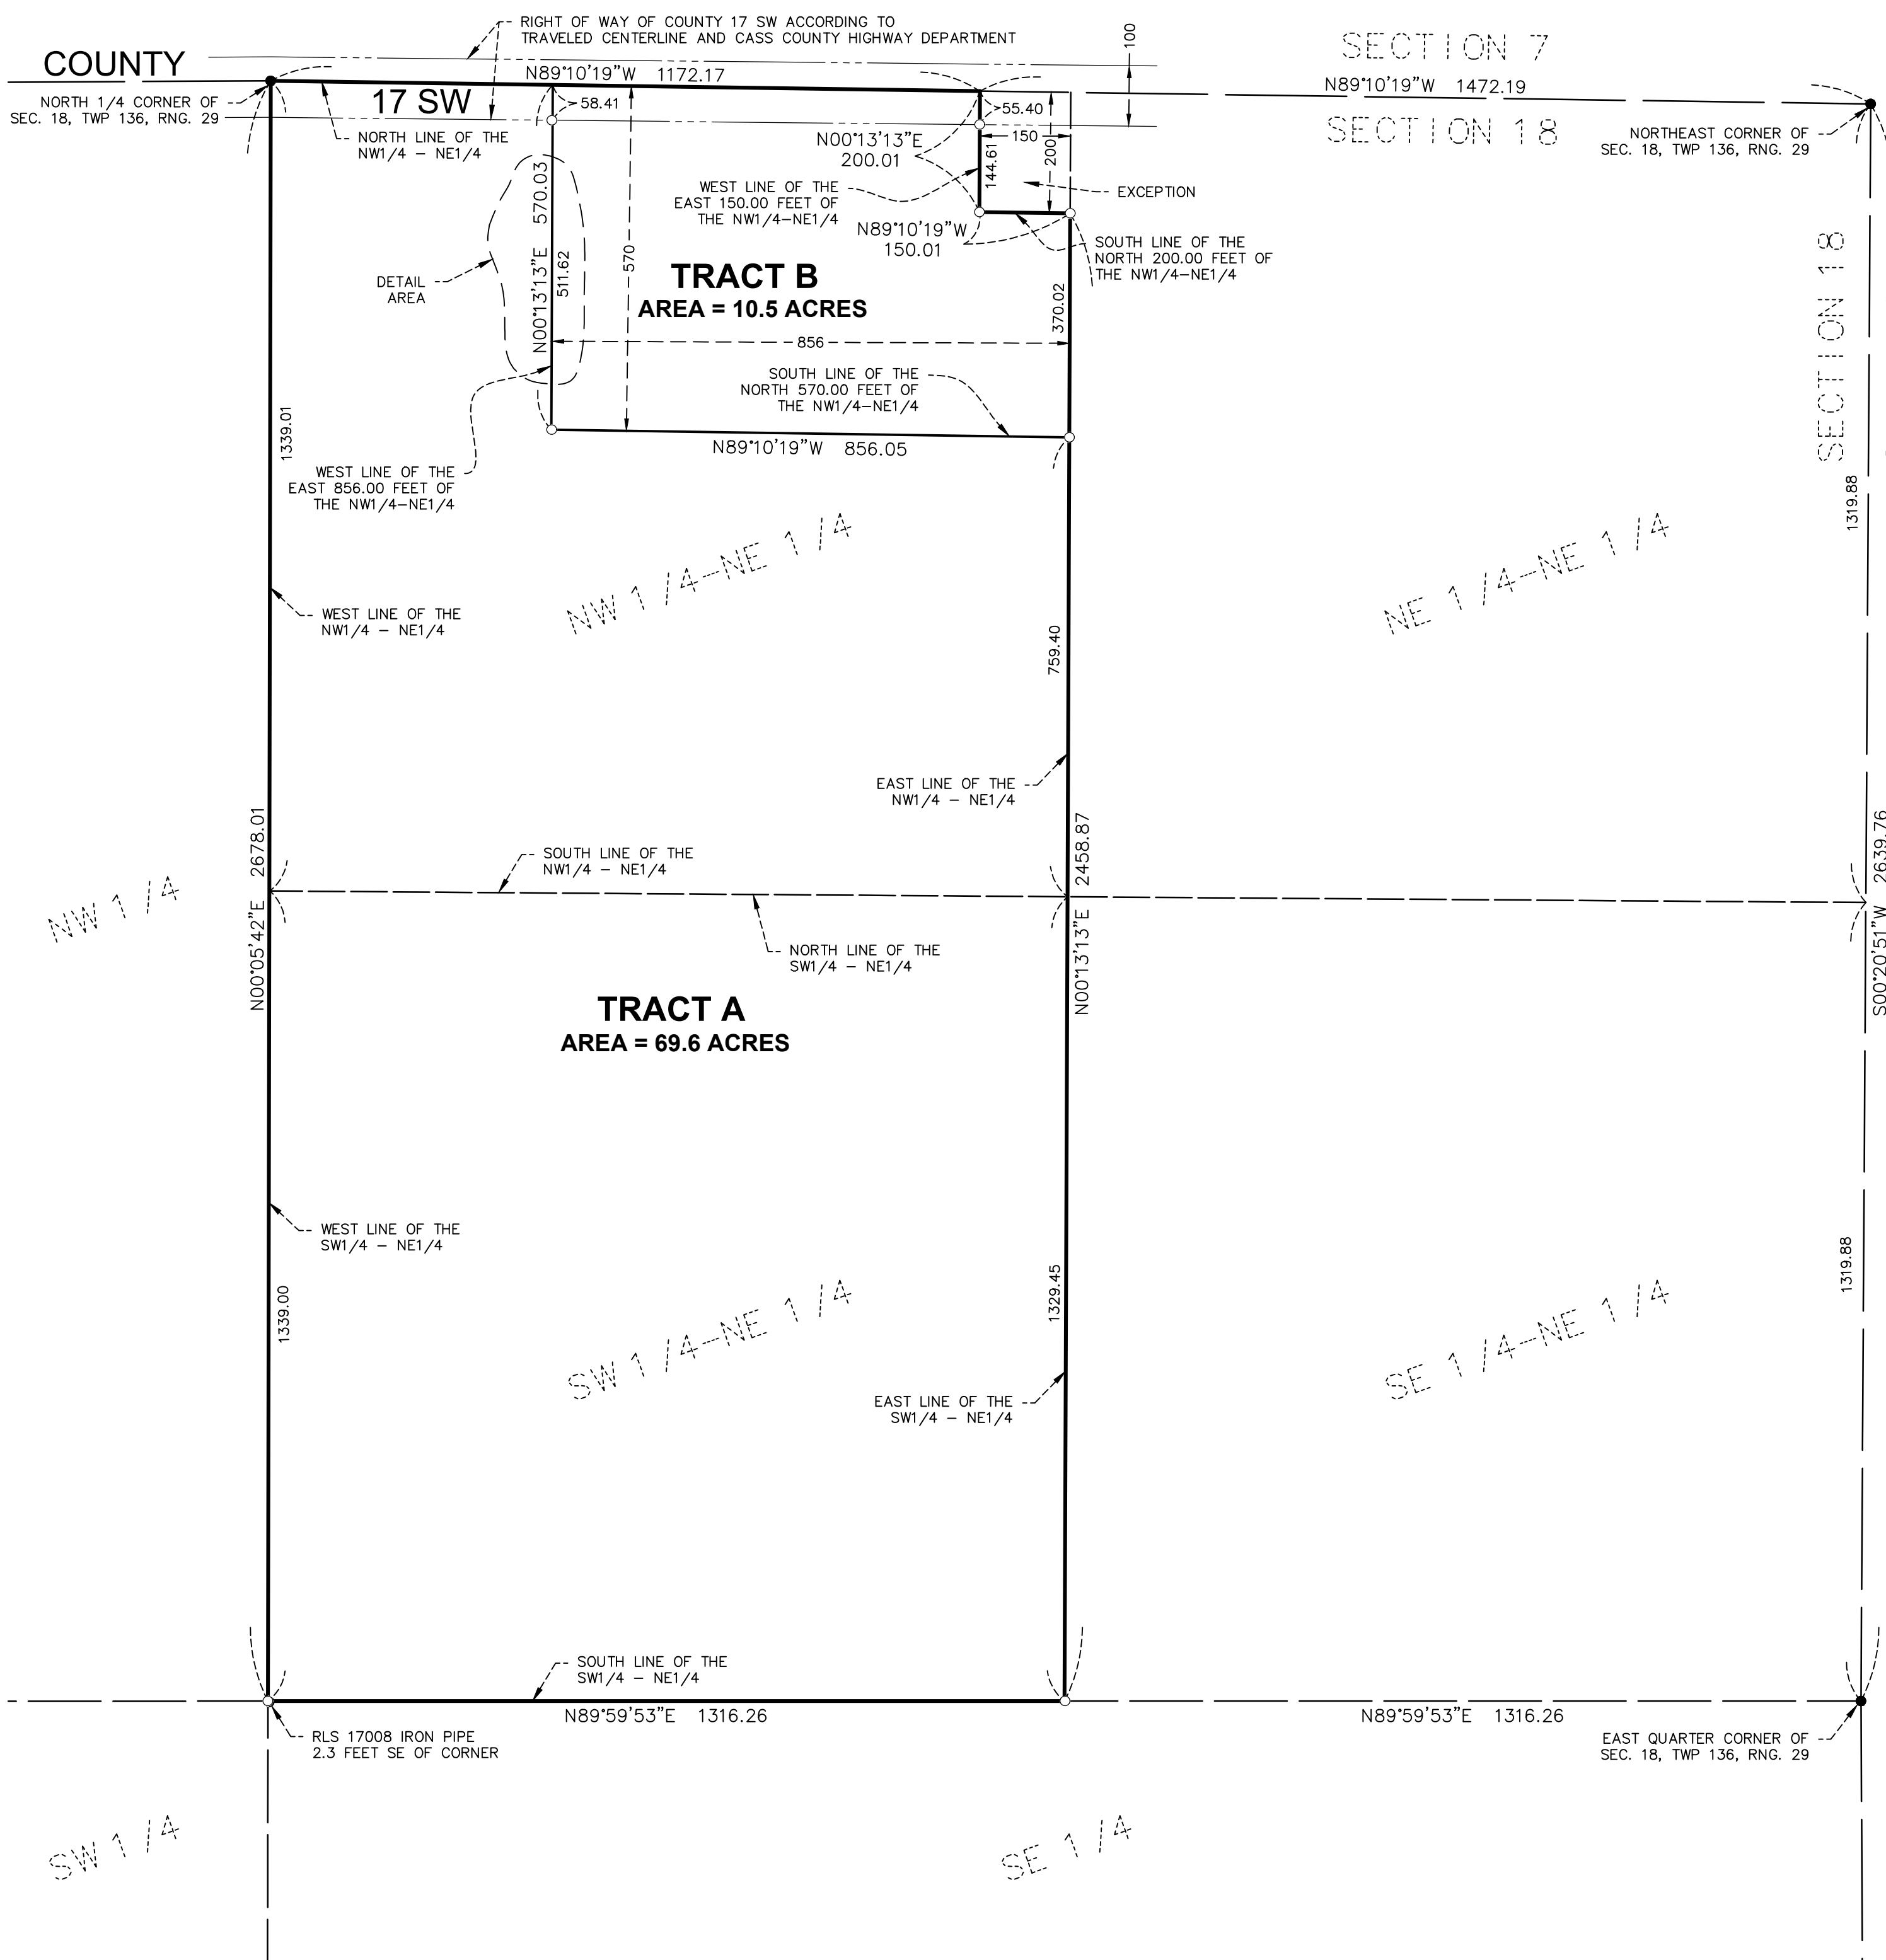 RIGHT OF WAY OF COUNTY 17 SW ACCORDING TO
TRAVELED CENTERLINE AND CASS COUNTY HIGHWAY DEPARTMENT
COUNTY
17 SW
N89°10'19"W 1172.17
100
SECTION 7
N89°10'19"W 1472.19
SECTION 18
NORTH 1/4 CORNER OF
SEC. 18, TWP 136, RNG. 29
NORTH LINE OF THE
NW1/4 - NE1/4
58.41
55.40
150
200
N00°13'13"E
200.01
144.61
NORTHEAST CORNER OF
SEC. 18, TWP 136, RNG. 29
WEST LINE OF THE
EAST 150.00 FEET OF
THE NW1/4-NE1/4
EXCEPTION
N89°10'19"W
150.01
SOUTH LINE OF THE
NORTH 200.00 FEET OF
THE NW1/4-NE1/4
SECTION 18
N00°13'13"E 570.03
511.62
570
DETAIL
AREA
TRACT B
AREA = 10.5 ACRES
370.02
856
SOUTH LINE OF THE
NORTH 570.00 FEET OF
THE NW1/4-NE1/4
N89°10'19"W 856.05
1339.01
WEST LINE OF THE
EAST 856.00 FEET OF
THE NW1/4-NE1/4
1319.88
NW 1/4-NE 1/4
NE 1/4-NE 1/4
WEST LINE OF THE
NW1/4 - NE1/4
759.40
EAST LINE OF THE
NW1/4 - NE1/4
N00°05'42"E 2678.01
N00°13'13"E 2458.87
S00°20'51"W 2639.76
SOUTH LINE OF THE
NW1/4 - NE1/4
NW 1/4
NORTH LINE OF THE
SW1/4 - NE1/4
TRACT A
AREA = 69.6 ACRES
WEST LINE OF THE
SW1/4 - NE1/4
1339.00
1329.45
1319.88
SW 1/4-NE 1/4
SE 1/4-NE 1/4
EAST LINE OF THE
SW1/4 - NE1/4
SOUTH LINE OF THE
SW1/4 - NE1/4
N89°59'53"E 1316.26
N89°59'53"E 1316.26
RLS 17008 IRON PIPE
2.3 FEET SE OF CORNER
EAST QUARTER CORNER OF
SEC. 18, TWP 136, RNG. 29
SW 1/4
SE 1/4